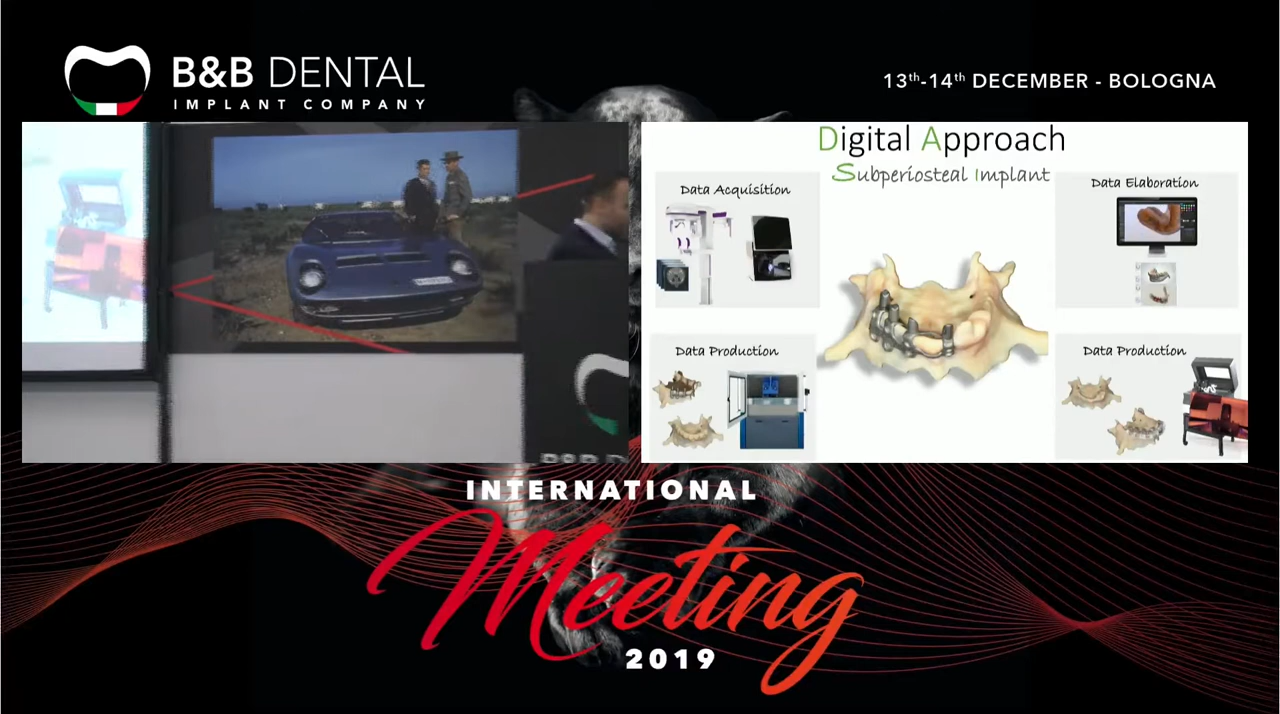 B&B DENTAL
IMPLANT COMPANY
13th-14th DECEMBER - BOLOGNA
Digital Approach
Subperiosteal Implant
Data Acquisition
Data Elaboration
Data Production
Data Production
INTERNATIONAL
Meeting
2019